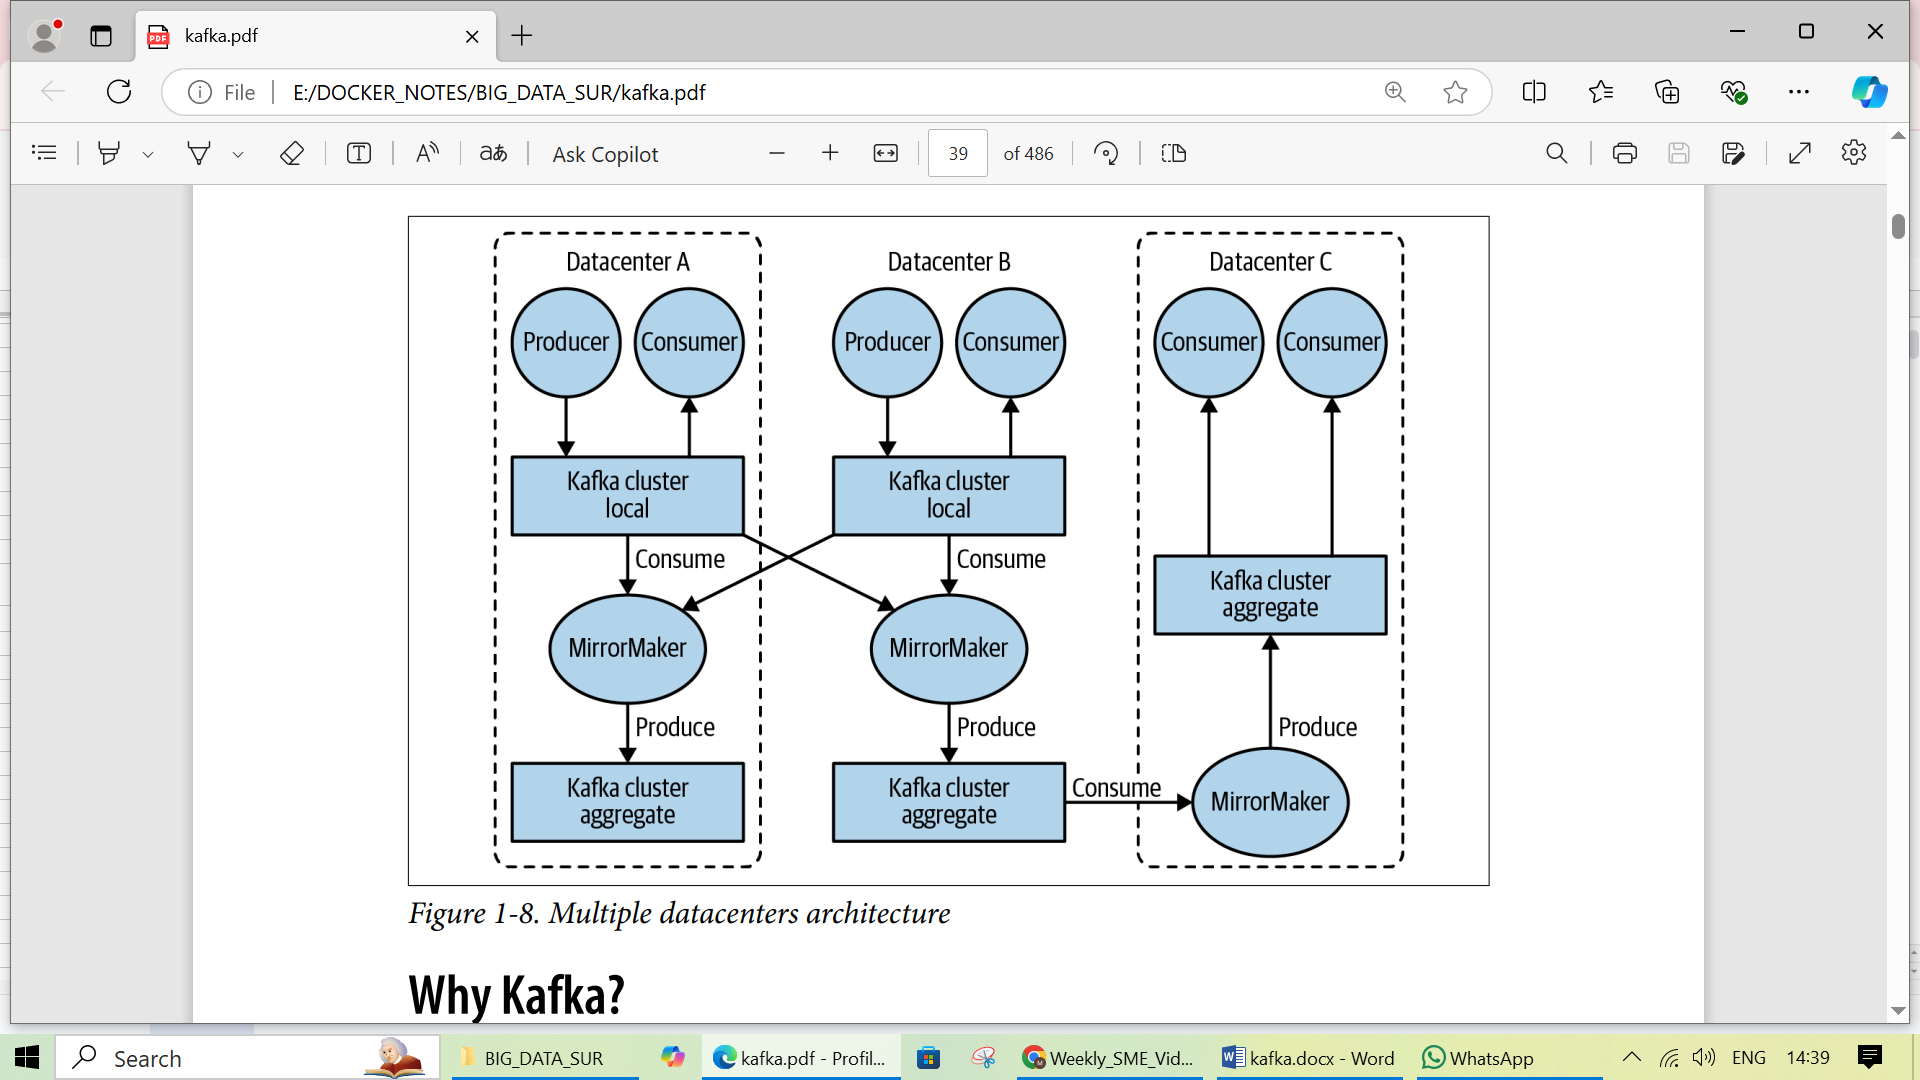 kafka.pdf
File
E:/DOCKER_NOTES/BIG_DATA_SUR/kafka.pdf
Ask Copilot
39 of 486
Datacenter A
Datacenter B
Datacenter C
Producer
Consumer
Producer
Consumer
Consumer
Consumer
Kafka cluster
local
Kafka cluster
local
Consume
Consume
Kafka cluster
aggregate
MirrorMaker
MirrorMaker
Produce
Produce
Produce
Kafka cluster
aggregate
Kafka cluster
aggregate
Consume
MirrorMaker
Figure 1-8. Multiple datacenters architecture
Why Kafka?
Search
BIG_DATA_SUR
kafka.pdf - Profil...
Weekly_SME_Vid...
kafka.docx - Word
WhatsApp
ENG
14:39